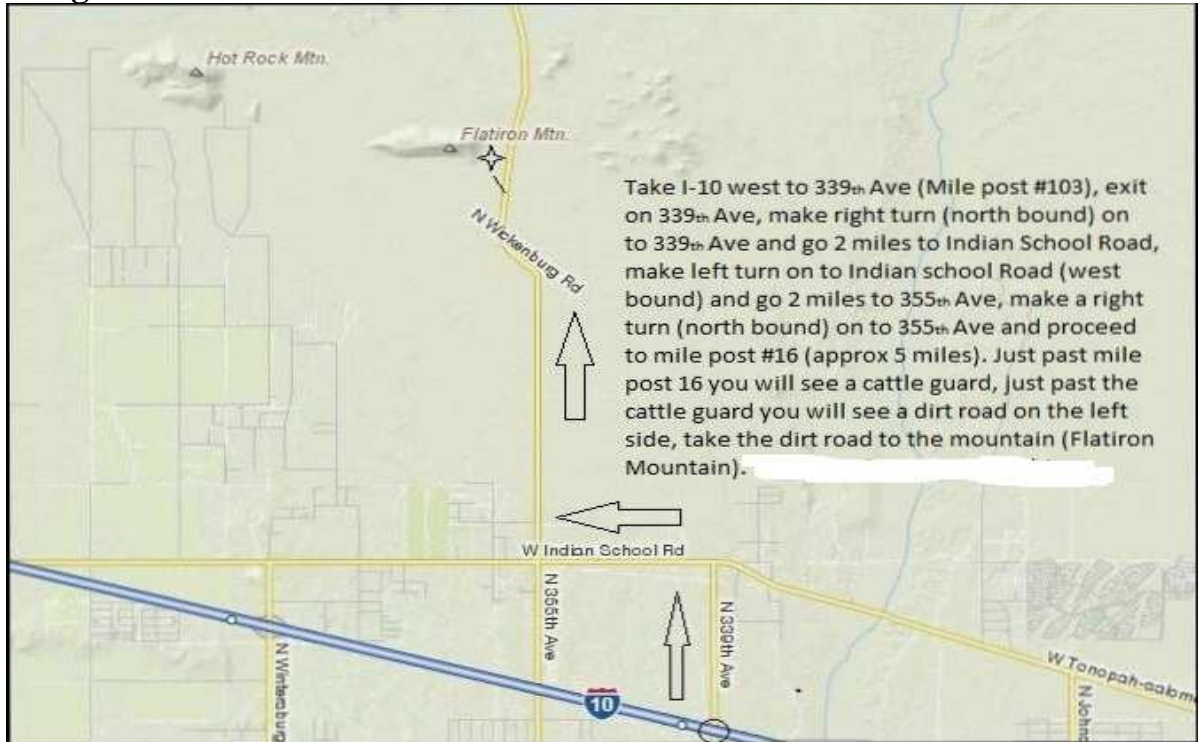 Hot Rock Mtn.
Flatiron Mtn.
Take I-10 west to 339th Ave (Mile post #103), exit
on 339th Ave, make right turn (north bound) on
to 339th Ave and go 2 miles to Indian School Road,
make left turn on to Indian school Road (west
bound) and go 2 miles to 355th Ave, make a right
turn (north bound) on to 355th Ave and proceed
to mile post #16 (approx 5 miles). Just past mile
post 16 you will see a cattle guard, just past the
cattle guard you will see a dirt road on the left
side, take the dirt road to the mountain (Flatiron
Mountain).
N Wickenburg Rd
W Indian School Rd
N 355th Ave
N 339th Ave
N Wintersburg
W Tonopah-
N Johns
10